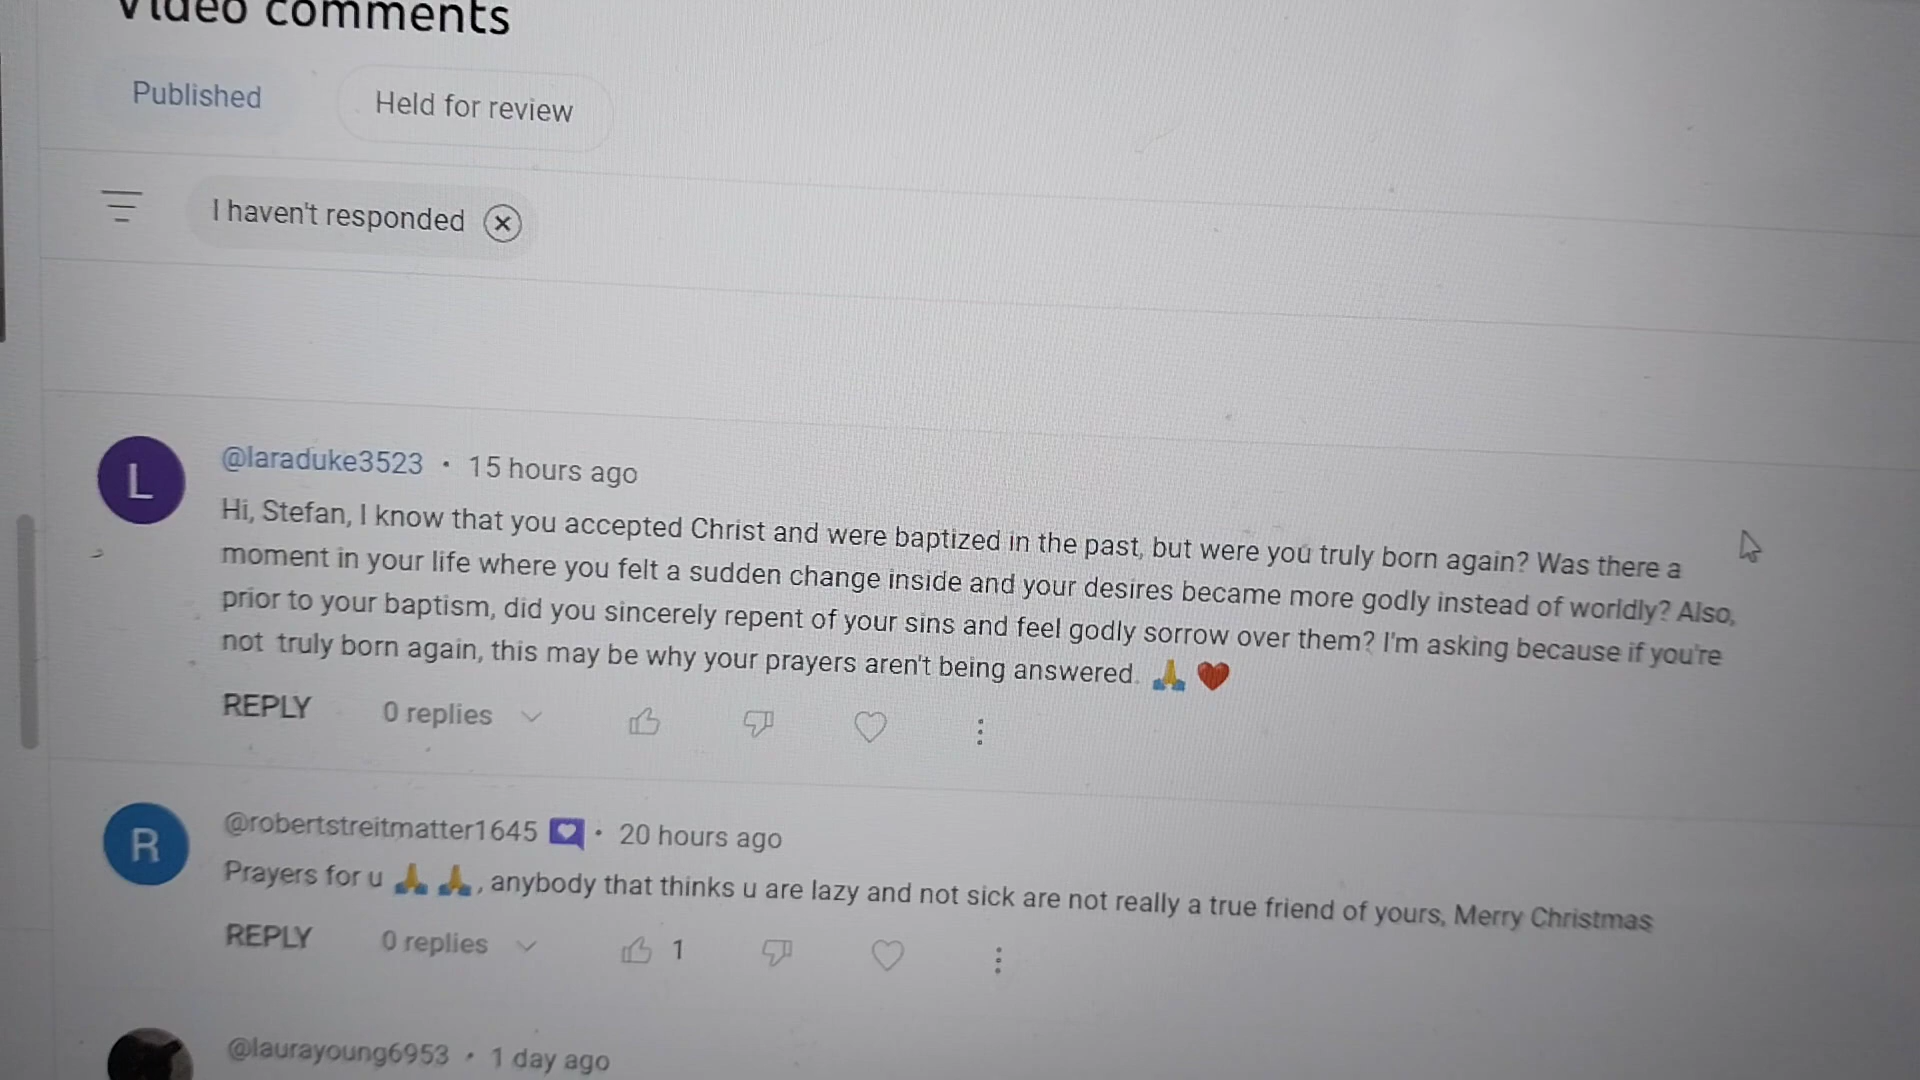 Video comments
Published
Held for review
I haven't responded
L
@laraduke3523 • 15 hours ago
Hi, Stefan, I know that you accepted Christ and were baptized in the past, but were you truly born again? Was there a
moment in your life where you felt a sudden change inside and your desires became more godly instead of worldly? Also,
prior to your baptism, did you sincerely repent of your sins and feel godly sorrow over them? I'm asking because if you're
not truly born again, this may be why your prayers aren't being answered. 🙏 ❤️
REPLY 0 replies
R
@robertstreitmatter1645 • 20 hours ago
Prayers for u 🙏 🙏, anybody that thinks u are lazy and not sick are not really a true friend of yours, Merry Christmas
REPLY 0 replies 1
@laurayoung6953 • 1 day ago